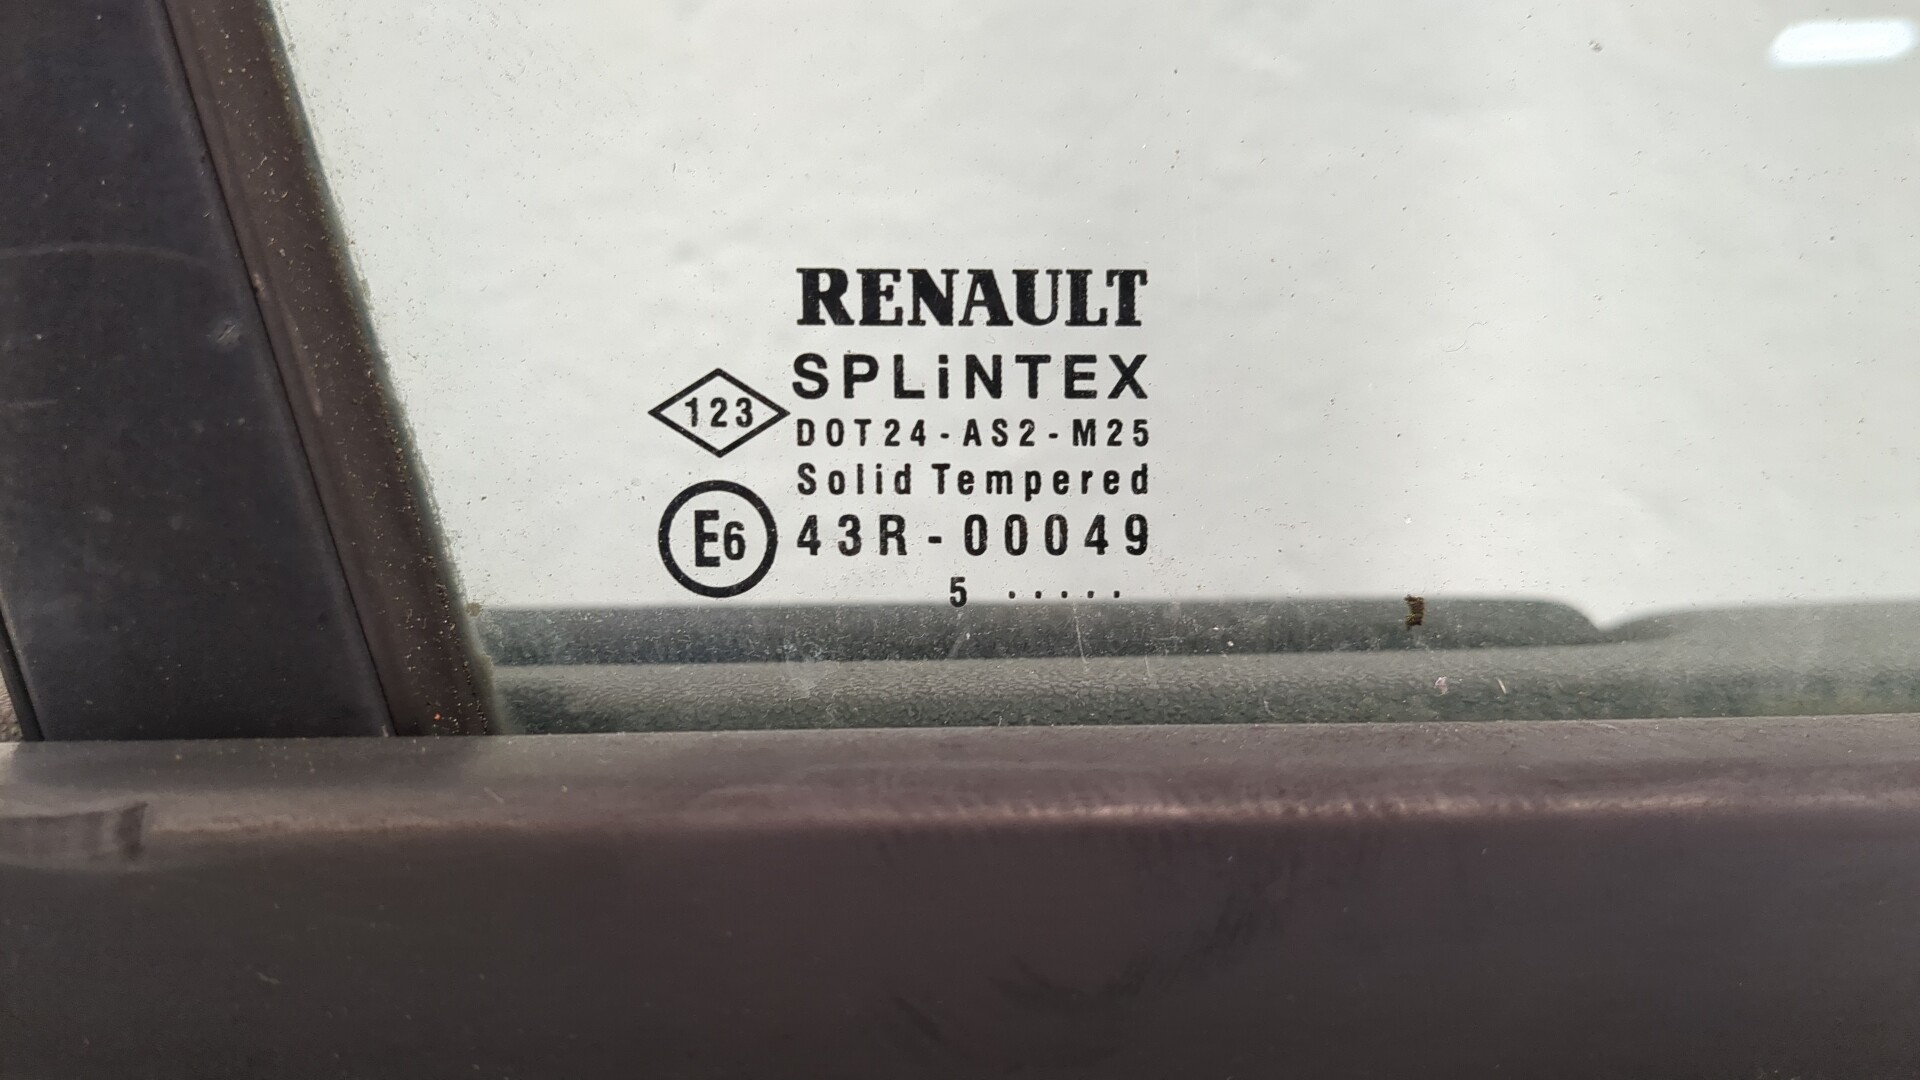 RENAULT
SPLiNTEX
123
DOT24-AS2-M25
Solid Tempered
E6 43R-00049
5 .....